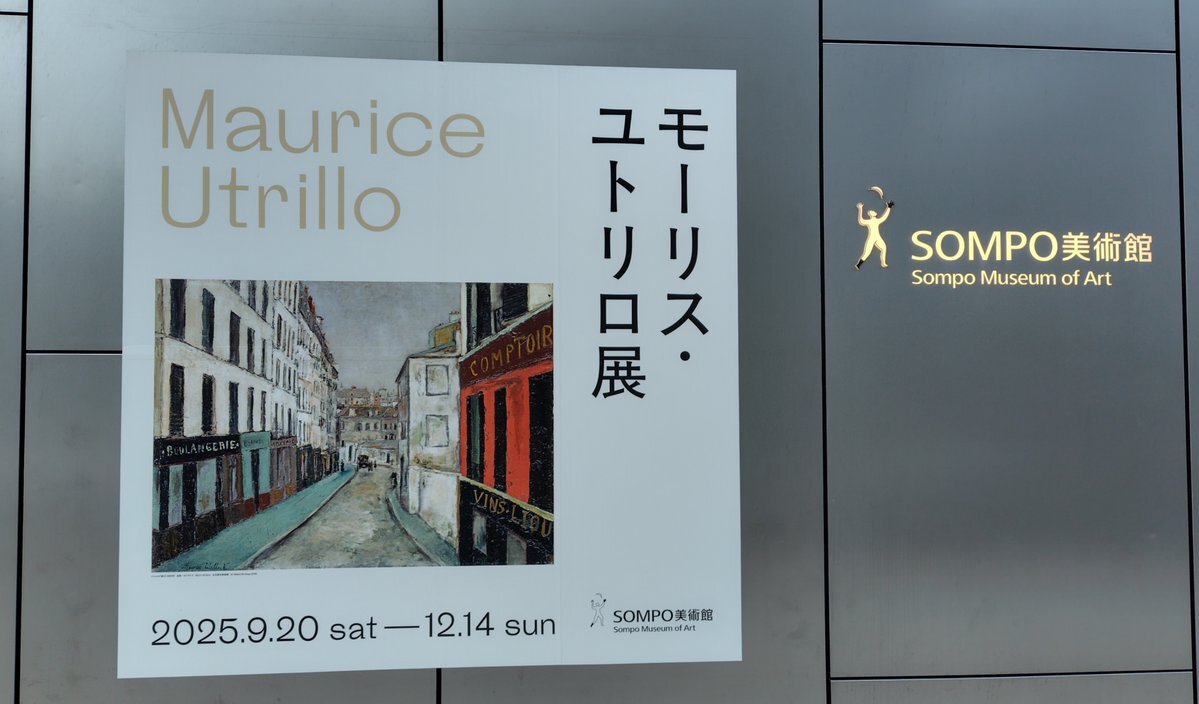 Maurice
Utrillo
モーリス・
ユトリロ展
COMPTOIR
BOULANGERIE
VINS-LIQU
2025.9.20 sat — 12.14 sun
SOMPO美術館
Sompo Museum of Art
SOMPO美術館
Sompo Museum of Art